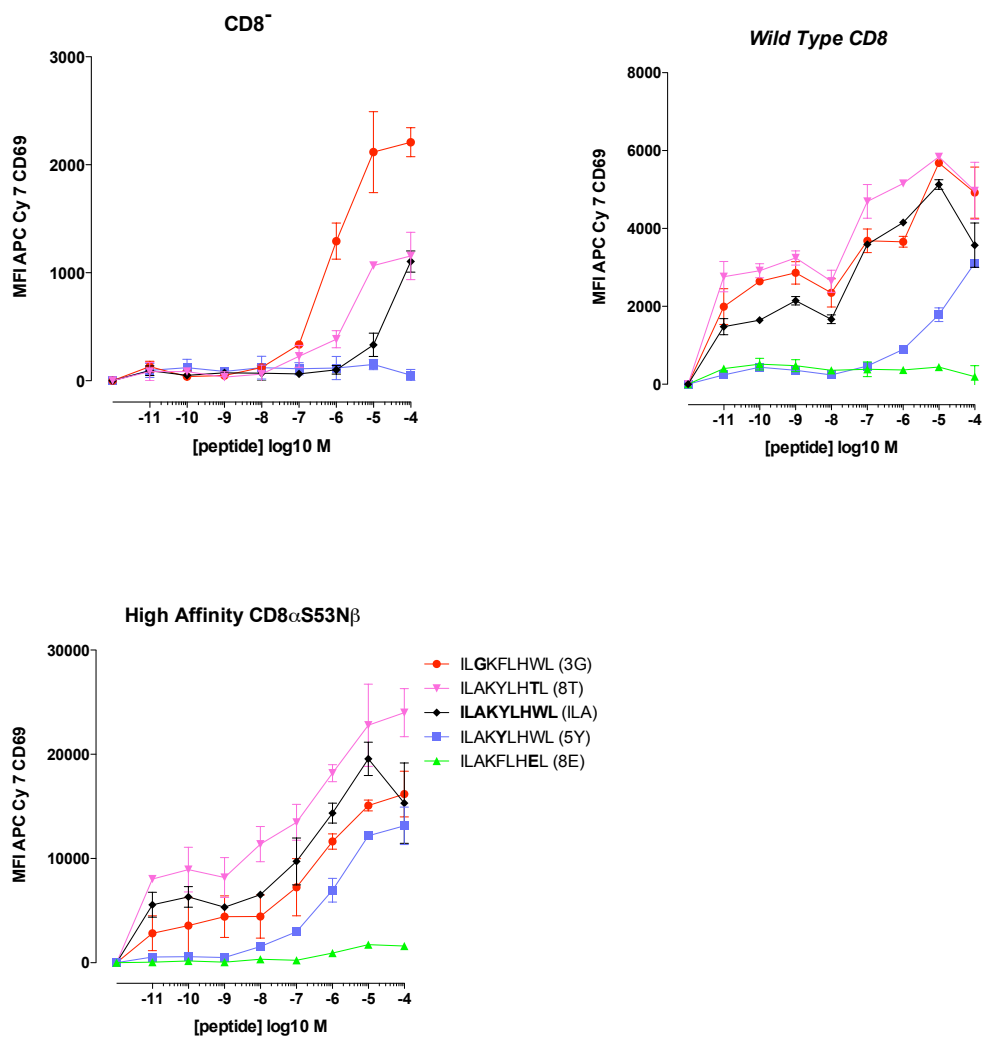 CD8⁻
3000
2000
1000
0
MFI APC Cy 7 CD69
-11 -10 -9 -8 -7 -6 -5 -4
[peptide] log10 M
Wild Type CD8
8000
6000
4000
2000
0
MFI APC Cy 7 CD69
-11 -10 -9 -8 -7 -6 -5 -4
[peptide] log10 M
High Affinity CD8αS53Nβ
30000
20000
10000
0
MFI APC Cy 7 CD69
-11 -10 -9 -8 -7 -6 -5 -4
[peptide] log10 M
ILGKFLHWL (3G)
ILAKYLHTL (8T)
ILAKYLHWL (ILA)
ILAKYLHWL (5Y)
ILAKFLHEL (8E)